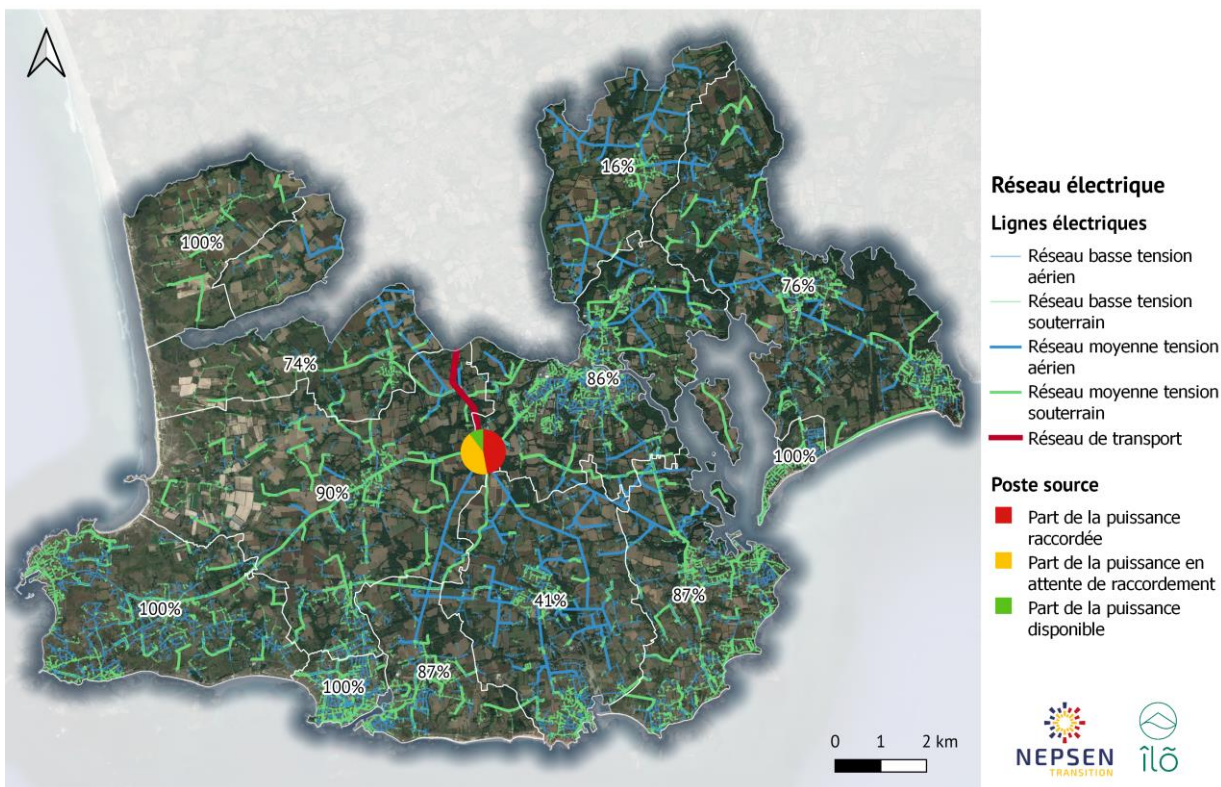 16%
100%
76%
74%
86%
100%
90%
100%
41%
87%
87%
100%
0 1 2 km
Réseau électrique
Lignes électriques
Réseau basse tension
aérien
Réseau basse tension
souterrain
Réseau moyenne tension
aérien
Réseau moyenne tension
souterrain
Réseau de transport
Poste source
Part de la puissance
raccordée
Part de la puissance en
attente de raccordement
Part de la puissance
disponible
NEPSEN
TRANSITION
îlõ